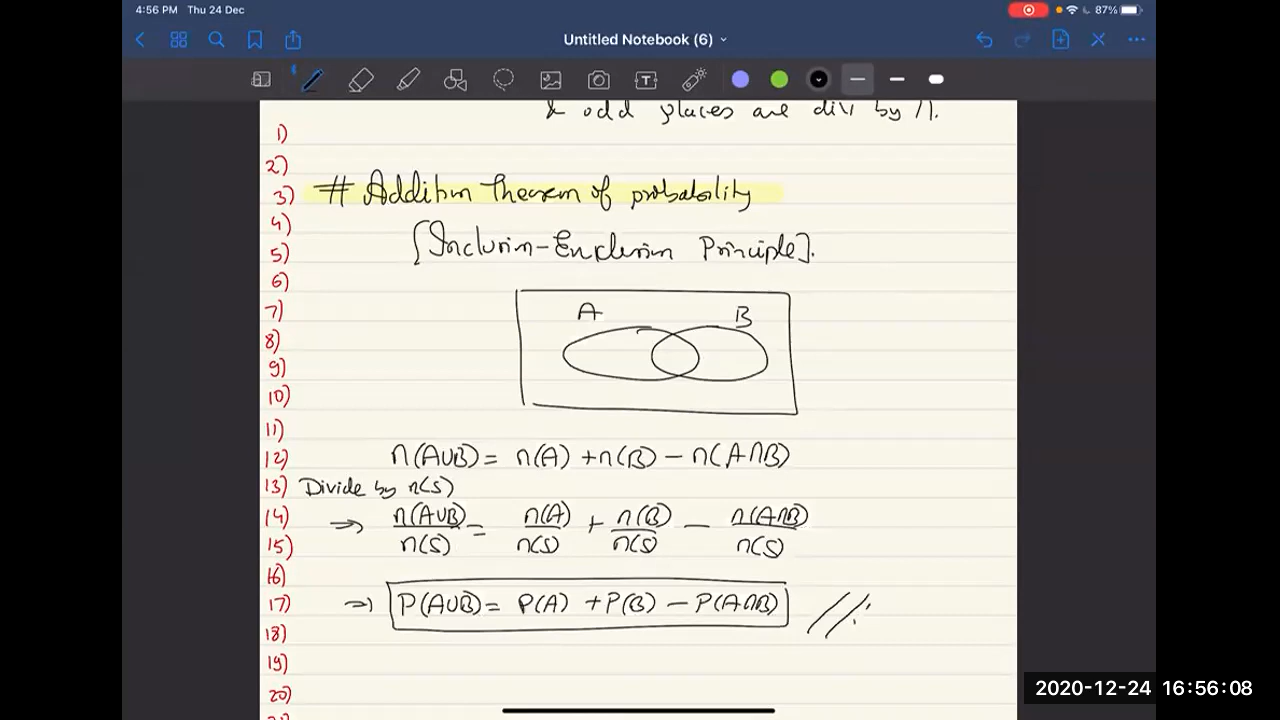 4:56 PM Thu 24 Dec
87%
Untitled Notebook (6)
& odd places are div by 11.
1)
2)
3) # Addition Theorem of probability
4)
5) [Inclusion-Exclusion Principle].
6)
7) A B
8)
9)
10)
11)
12) n(A∪B) = n(A) + n(B) - n(A∩B)
13) Divide by n(S)
14) ⇒ n(A∪B)/n(S) = n(A)/n(S) + n(B)/n(S) - n(A∩B)/n(S)
15)
16)
17) ⇒ P(A∪B) = P(A) + P(B) - P(A∩B)
18)
19)
20)
2020-12-24 16:56:08